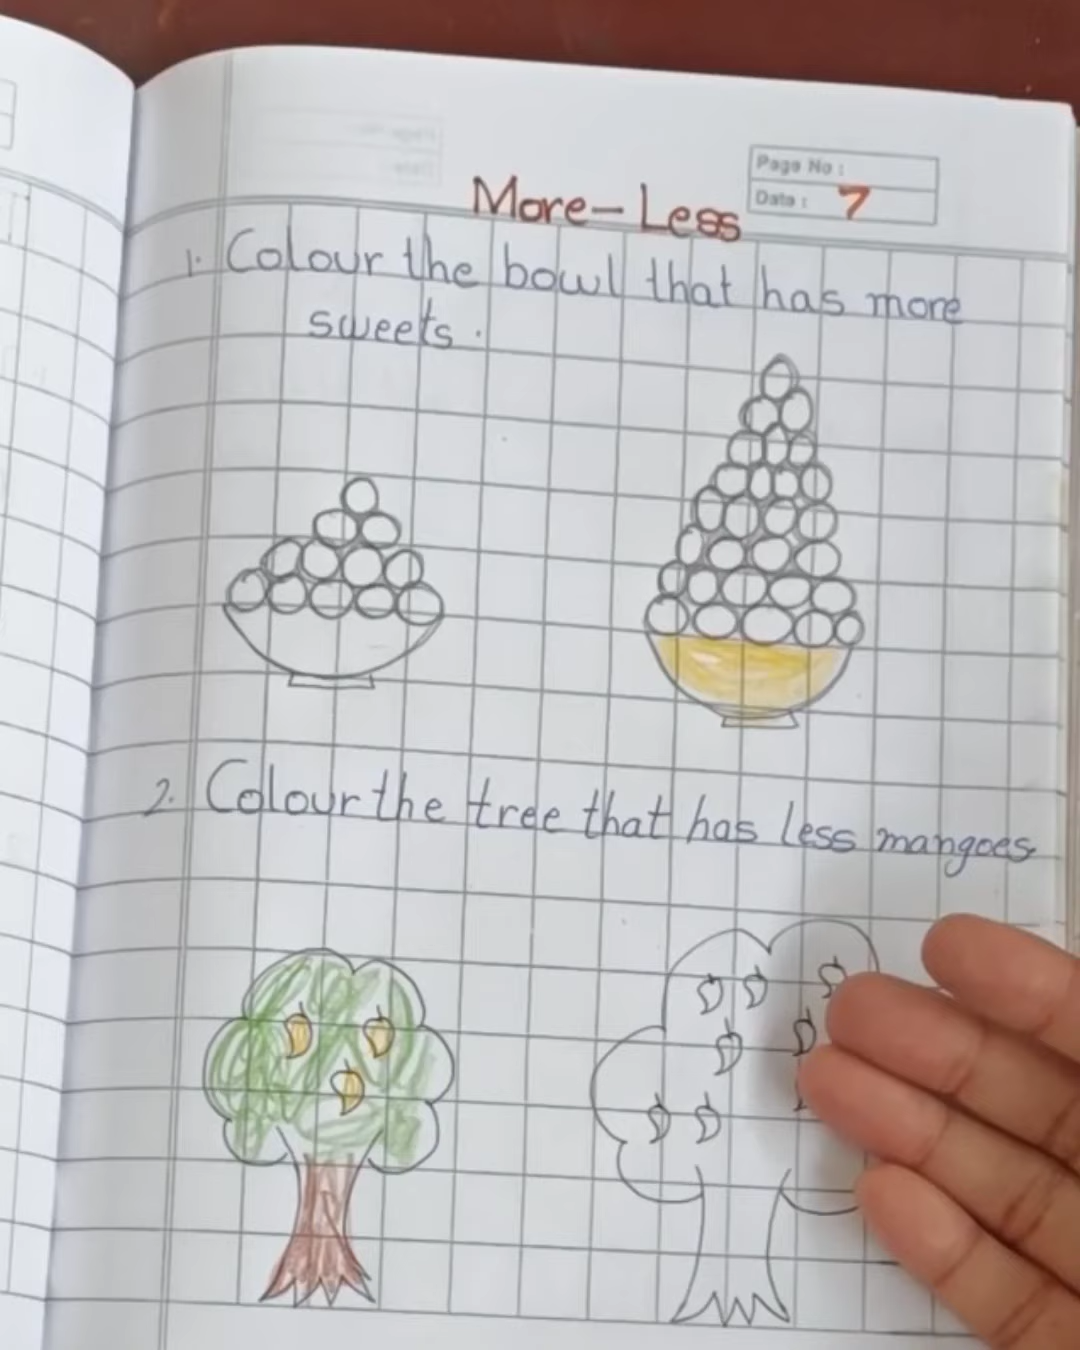 Page No :
Date : 7
More-Less
1. Colour the bowl that has more
sweets.
2. Colour the tree that has less mangoes